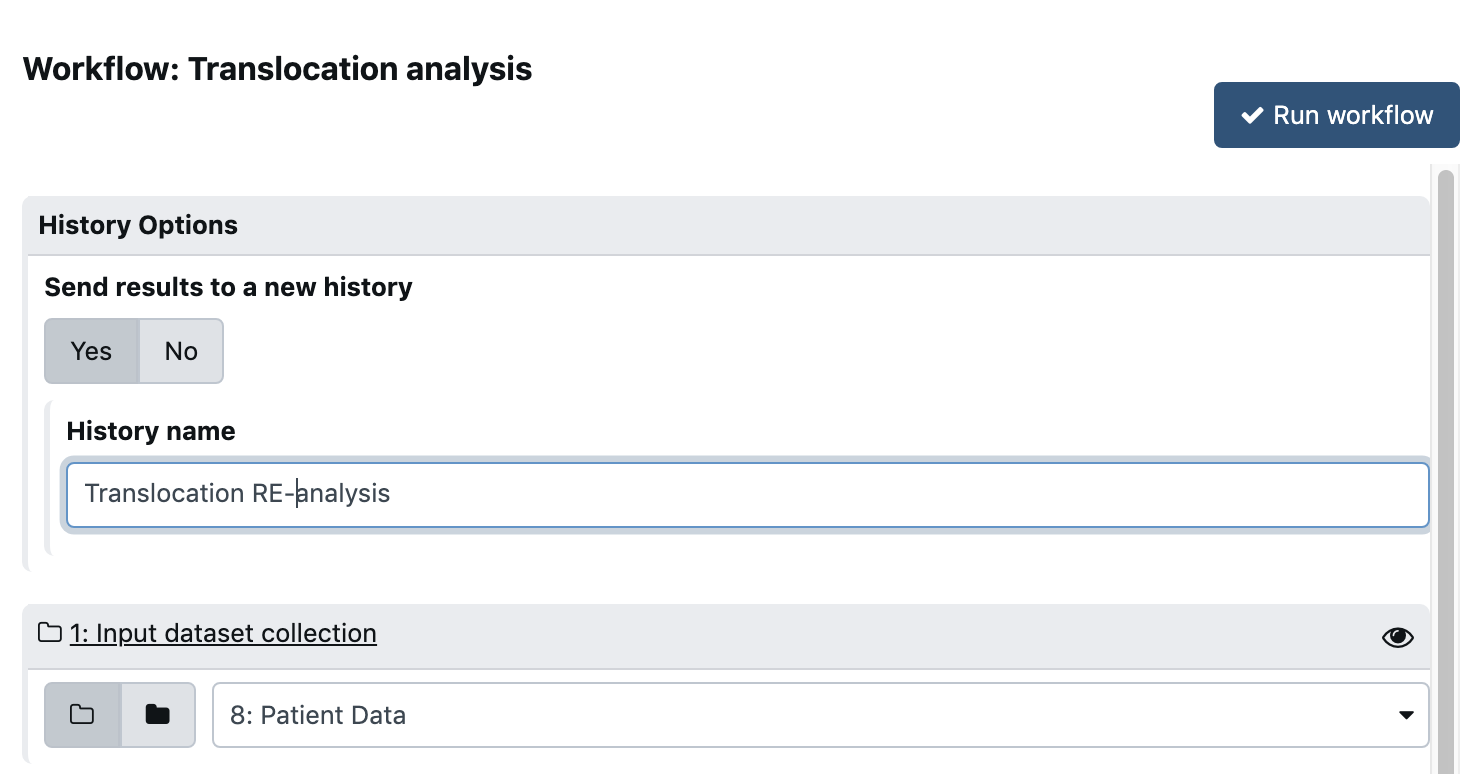 Workflow: Translocation analysis
Run workflow
History Options
Send results to a new history
Yes No
History name
Translocation RE-analysis
1: Input dataset collection
8: Patient Data